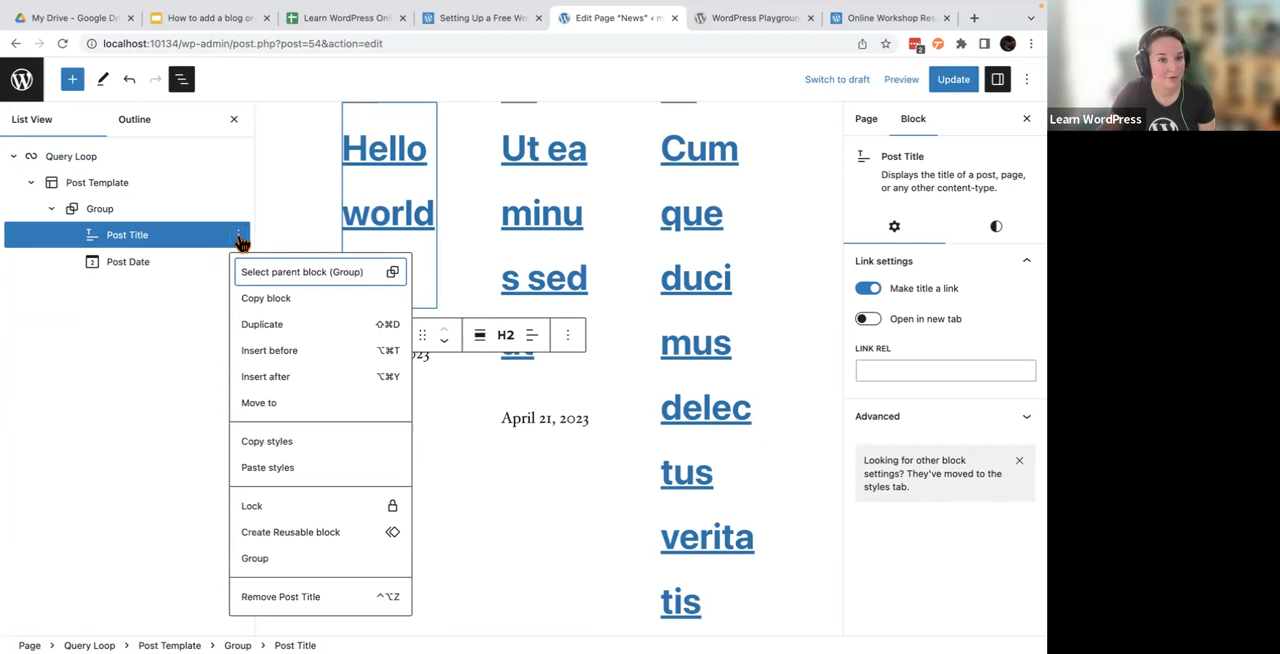 My Drive - Google Dri
How to add a blog or
Learn WordPress Onli
Setting Up a Free Wo
Edit Page "News" ‹ m
WordPress Playgroun
Online Workshop Res
localhost:10134/wp-admin/post.php?post=54&action=edit
2
Switch to draft
Preview
Update
List View
Outline
Query Loop
Post Template
Group
Post Title
Post Date
Select parent block (Group)
Copy block
Duplicate ⇧⌘D
Insert before ⌥⌘T
Insert after ⌥⌘Y
Move to
Copy styles
Paste styles
Lock
Create Reusable block
Group
Remove Post Title ^⌥Z
Hello
world
Ut ea
minu
s sed
April 21, 2023
Cum
que
duci
mus
delec
tus
verita
tis
H2
Page
Block
Post Title
Displays the title of a post, page,
or any other content-type.
Link settings
Make title a link
Open in new tab
LINK REL
Advanced
Looking for other block
settings? They've moved to the
styles tab.
Page > Query Loop > Post Template > Group > Post Title
Learn WordPress